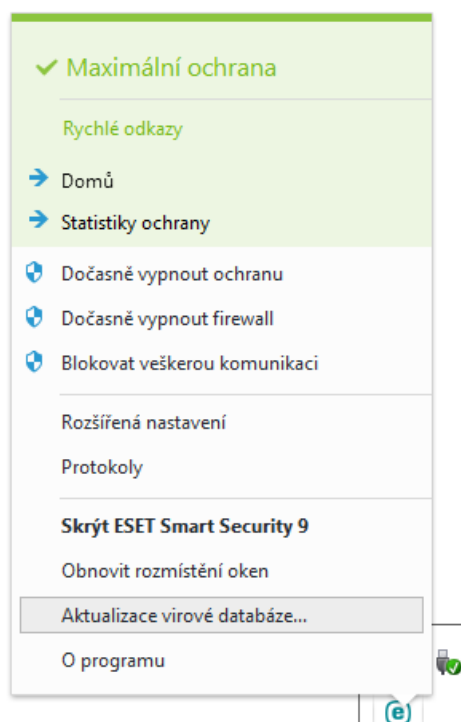 Maximální ochrana
Rychlé odkazy
Domů
Statistiky ochrany
Dočasně vypnout ochranu
Dočasně vypnout firewall
Blokovat veškerou komunikaci
Rozšířená nastavení
Protokoly
Skrýt ESET Smart Security 9
Obnovit rozmístění oken
Aktualizace virové databáze...
O programu
e